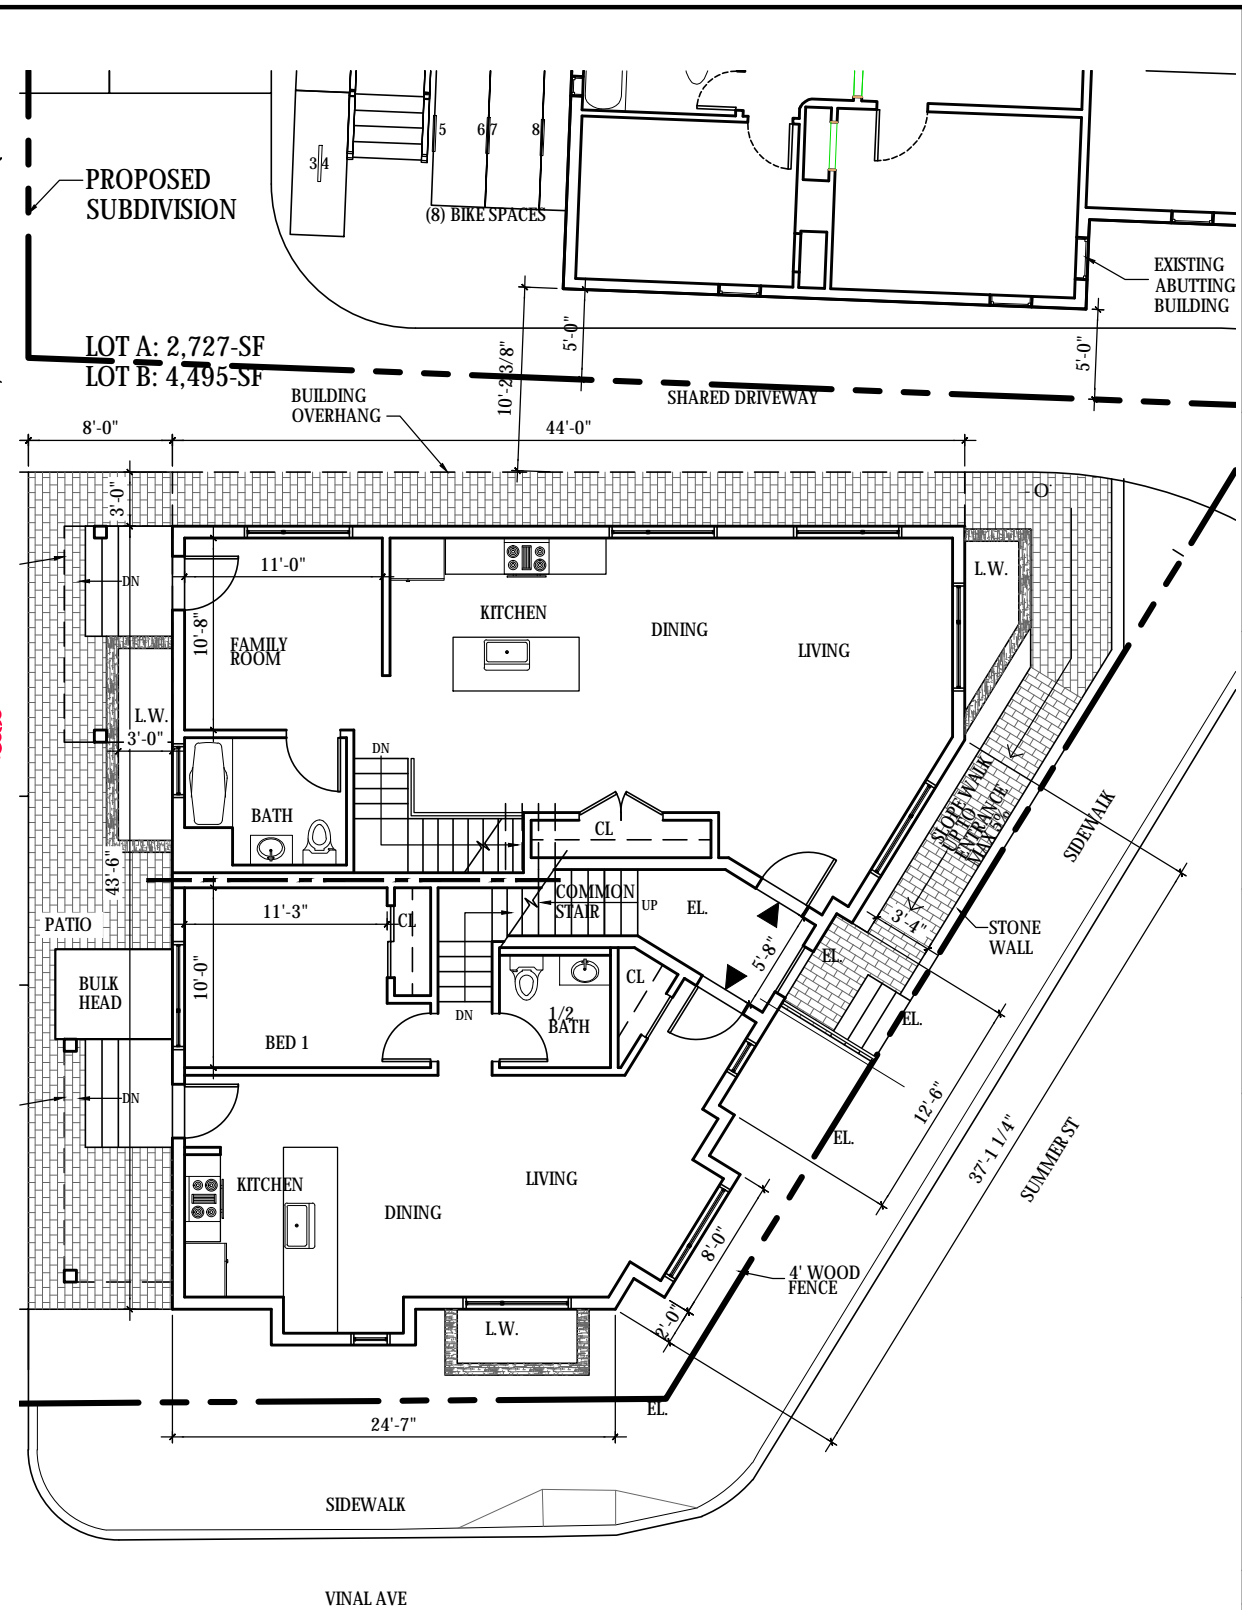 5
6
7
8
3
4
PROPOSED
SUBDIVISION
(8) BIKE SPACES
EXISTING
ABUTTING
BUILDING
LOT A: 2,727-SF
LOT B: 4,495-SF
5'-0"
10'-2 3/8"
5'-0"
BUILDING
OVERHANG
SHARED DRIVEWAY
8'-0"
44'-0"
3'-0"
DN
11'-0"
L.W.
KITCHEN
DINING
LIVING
10'-8"
FAMILY
ROOM
L.W.
3'-0"
DN
BATH
CL
SLOPE WALK
UP TO
ENTRANCE
MAX 5%
SIDEWALK
43'-6"
COMMON
STAIR
UP
EL.
11'-3"
CL
PATIO
3'-4"
STONE
WALL
5'-8"
EL.
BULK
HEAD
10'-0"
CL
DN
1/2
BATH
BED 1
EL.
DN
12'-6"
EL.
37'-1 1/4"
SUMMER ST
KITCHEN
LIVING
DINING
8'-0"
4' WOOD
FENCE
2'-0"
L.W.
EL.
24'-7"
SIDEWALK
VINAL AVE